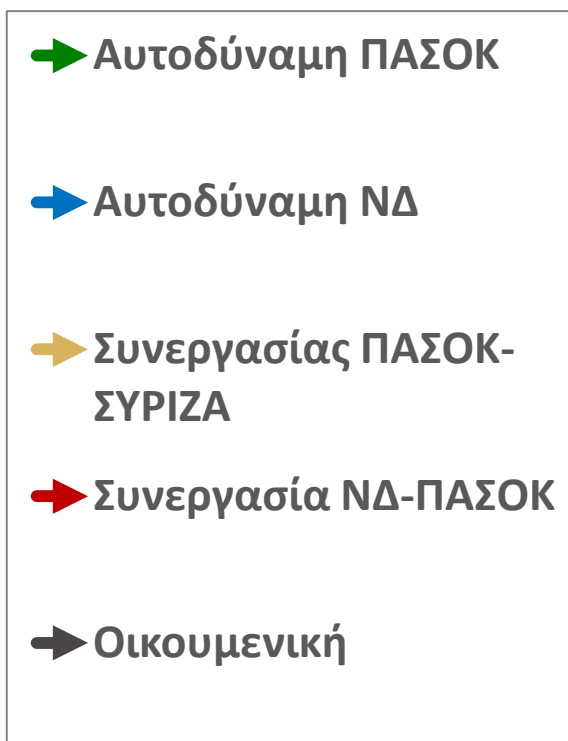 Αυτοδύναμη ΠΑΣΟΚ
Αυτοδύναμη ΝΔ
Συνεργασίας ΠΑΣΟΚ-
ΣΥΡΙΖΑ
Συνεργασία ΝΔ-ΠΑΣΟΚ
Οικουμενική